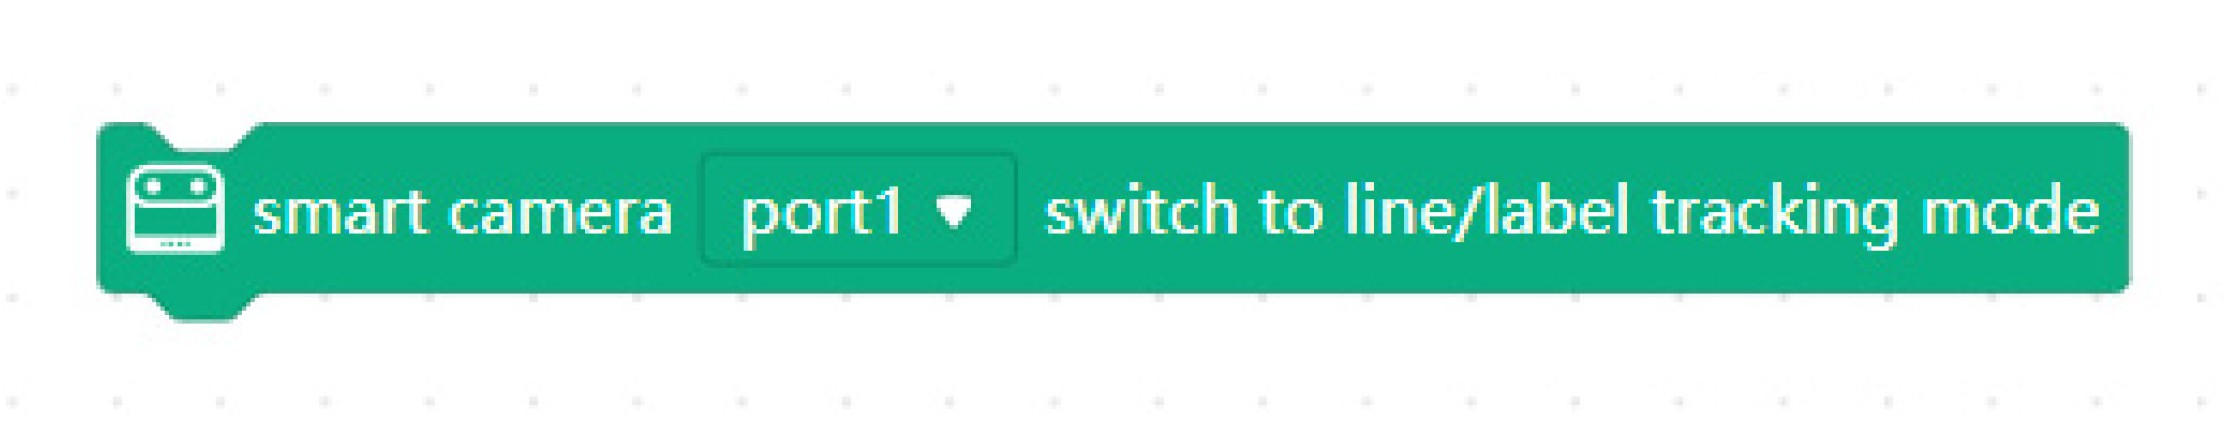 smart camera port1 switch to line/label tracking mode